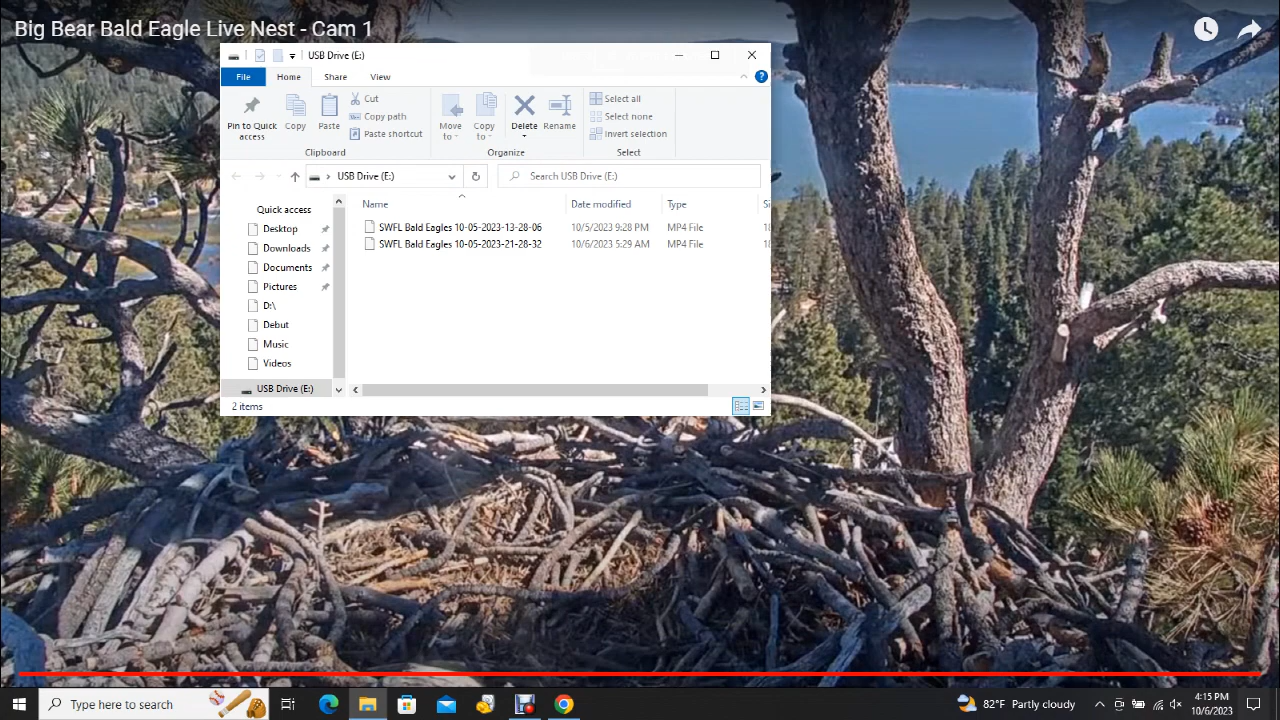 Big Bear Bald Eagle Live Nest - Cam 1
USB Drive (E:)
File Home Share View
Pin to Quick access
Copy
Paste
Cut
Copy path
Paste shortcut
Move to
Copy to
Delete
Rename
Select all
Select none
Invert selection
Clipboard
Organize
Select
USB Drive (E:)
Search USB Drive (E:)
Quick access
Desktop
Downloads
Documents
Pictures
D:\
Debut
Music
Videos
USB Drive (E:)
Name Date modified Type
SWFL Bald Eagles 10-05-2023-13-28-06 10/5/2023 9:28 PM MP4 File
SWFL Bald Eagles 10-05-2023-21-28-32 10/6/2023 5:29 AM MP4 File
2 items
Type here to search
82°F Partly cloudy
4:15 PM
10/6/2023